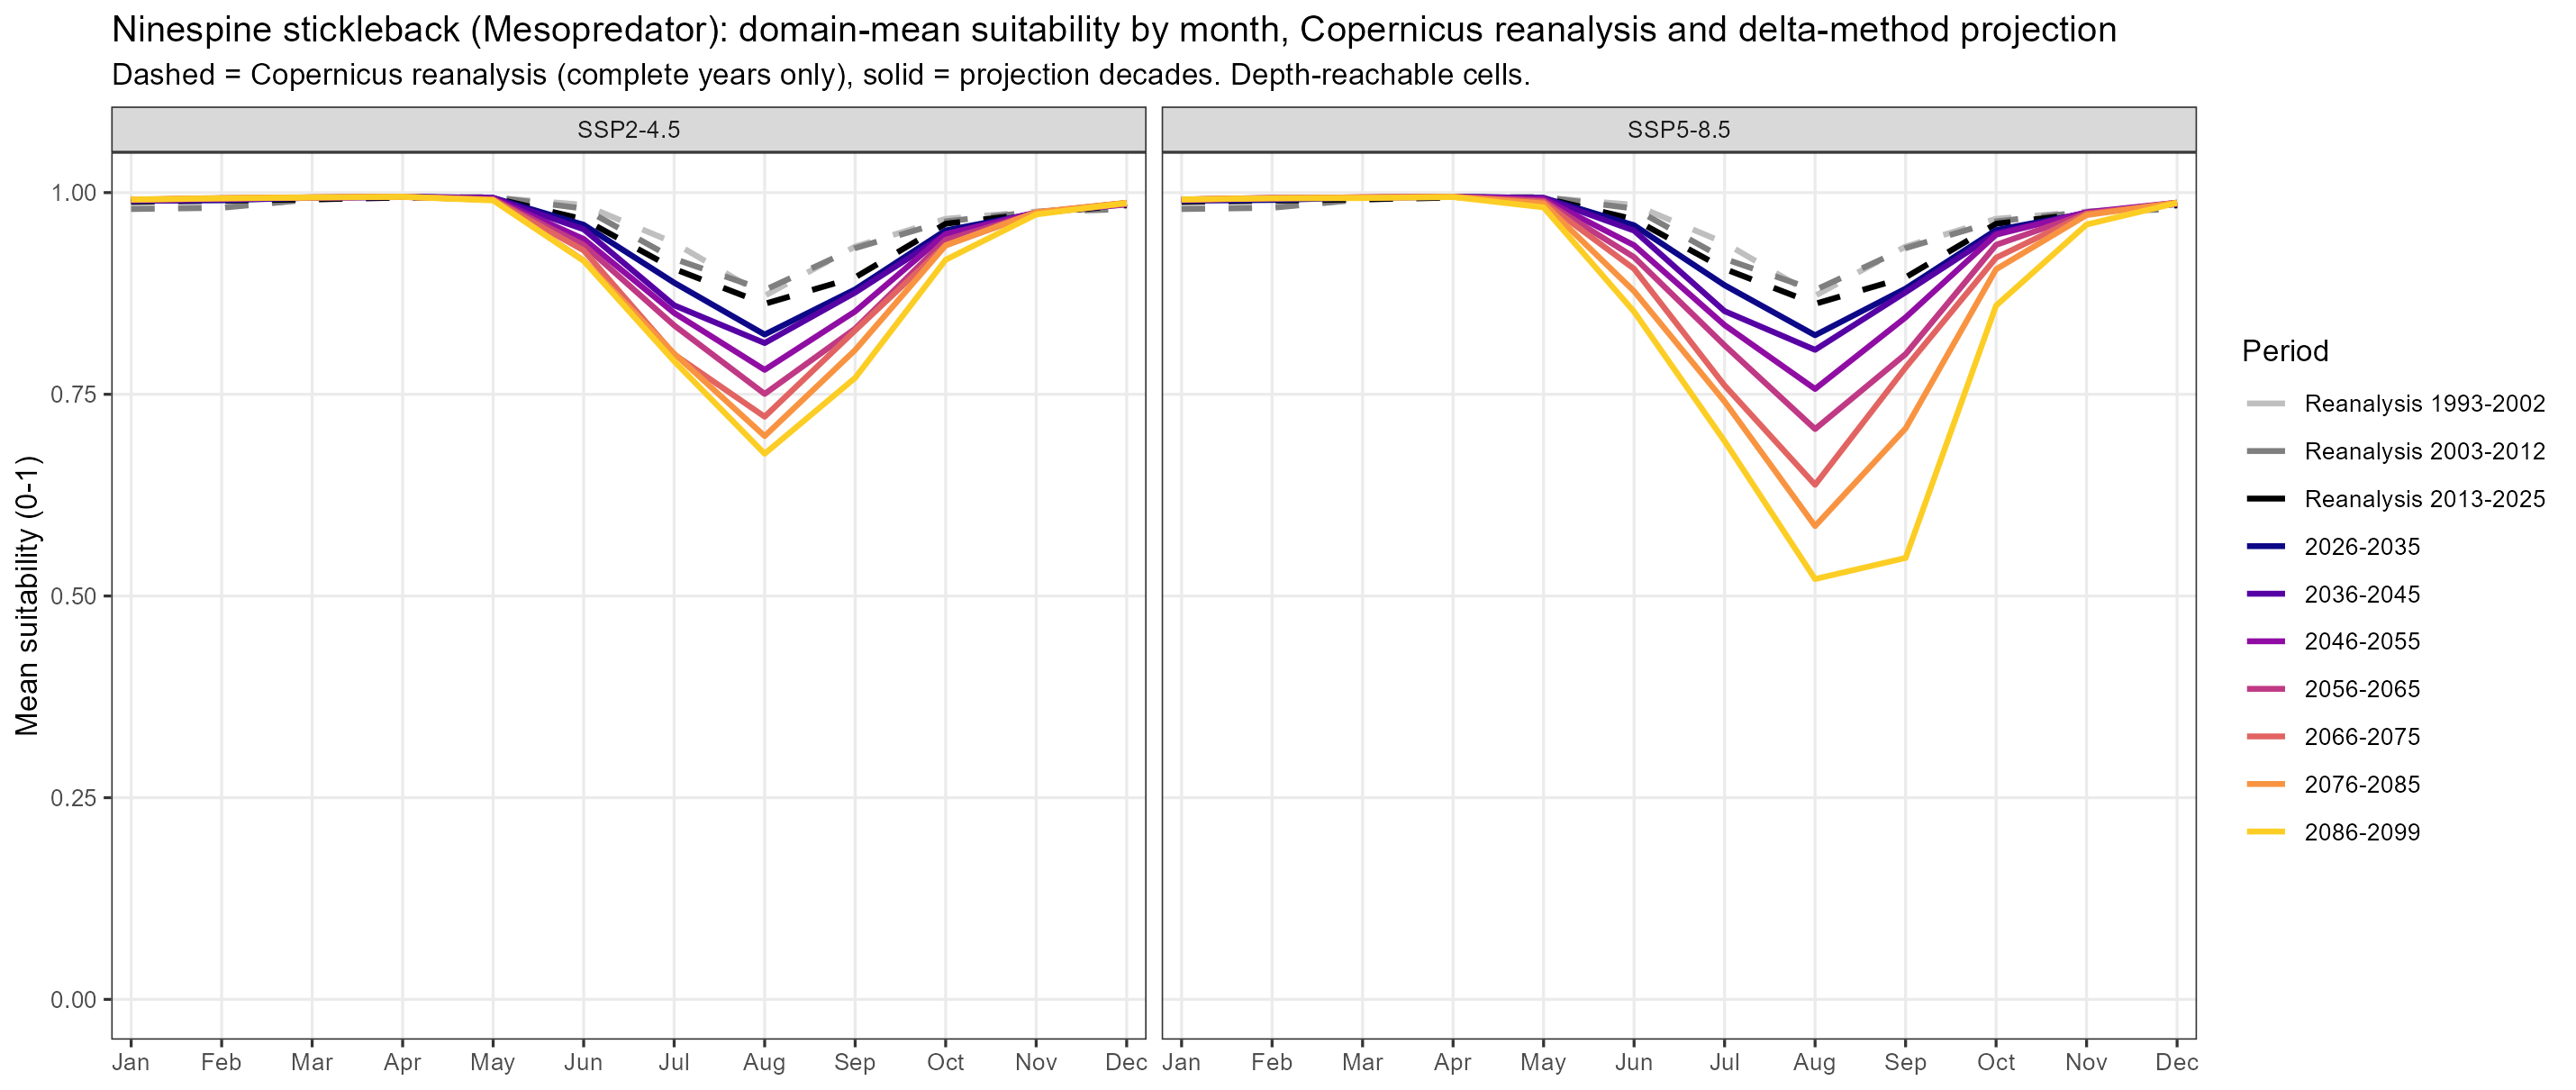 Ninespine stickleback (Mesopredator): domain-mean suitability by month, Copernicus reanalysis and delta-method projection
Dashed = Copernicus reanalysis (complete years only), solid = projection decades. Depth-reachable cells.
SSP2-4.5
SSP5-8.5
Mean suitability (0-1)
1.00
0.75
0.50
0.25
0.00
Jan Feb Mar Apr May Jun Jul Aug Sep Oct Nov Dec
Jan Feb Mar Apr May Jun Jul Aug Sep Oct Nov Dec
Period
Reanalysis 1993-2002
Reanalysis 2003-2012
Reanalysis 2013-2025
2026-2035
2036-2045
2046-2055
2056-2065
2066-2075
2076-2085
2086-2099